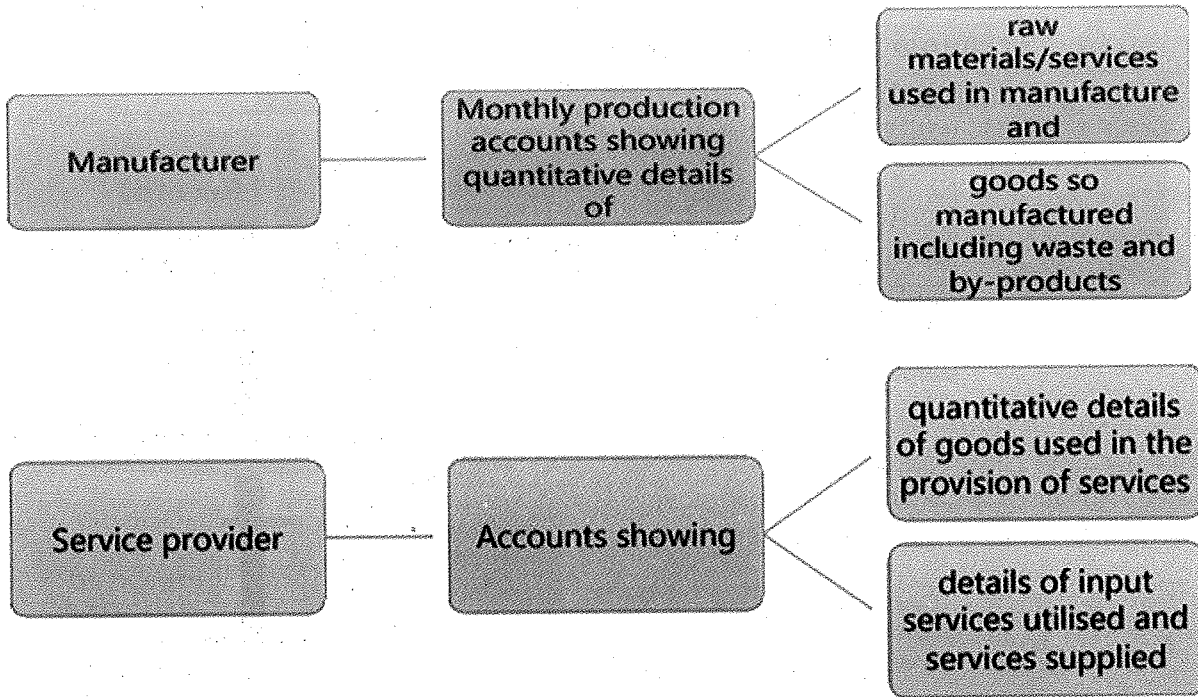 Manufacturer
Monthly production
accounts showing
quantitative details
of
raw
materials/services
used in manufacture
and
goods so
manufactured
including waste and
by-products
Service provider
Accounts showing
quantitative details
of goods used in the
provision of services
details of input
services utilised and
services supplied